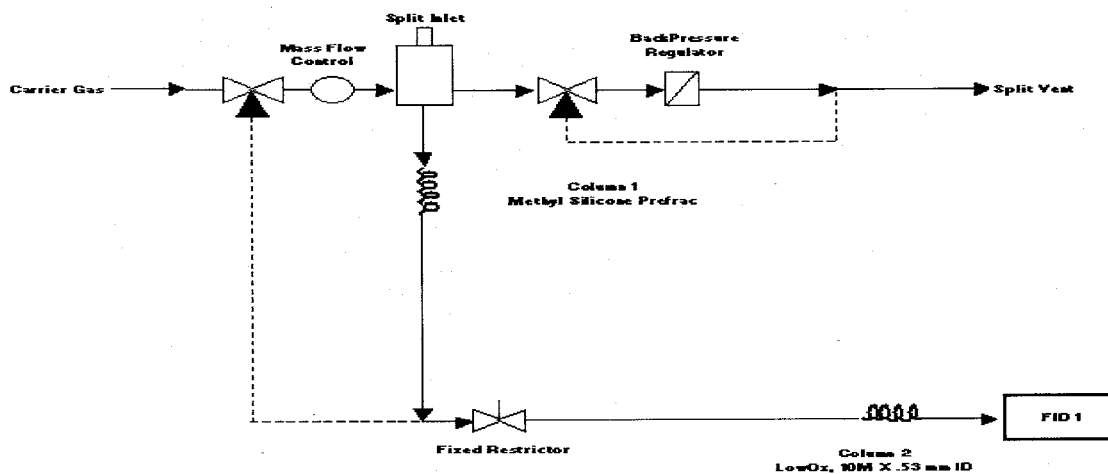 Split Inlet
Mass Flow
Control
BackPressure
Regulator
Carrier Gas
Split Vent
Column 1
Methyl Silicone Prefrac
Fixed Restrictor
FID 1
Column 2
LowOx, 10M X .53 mm ID